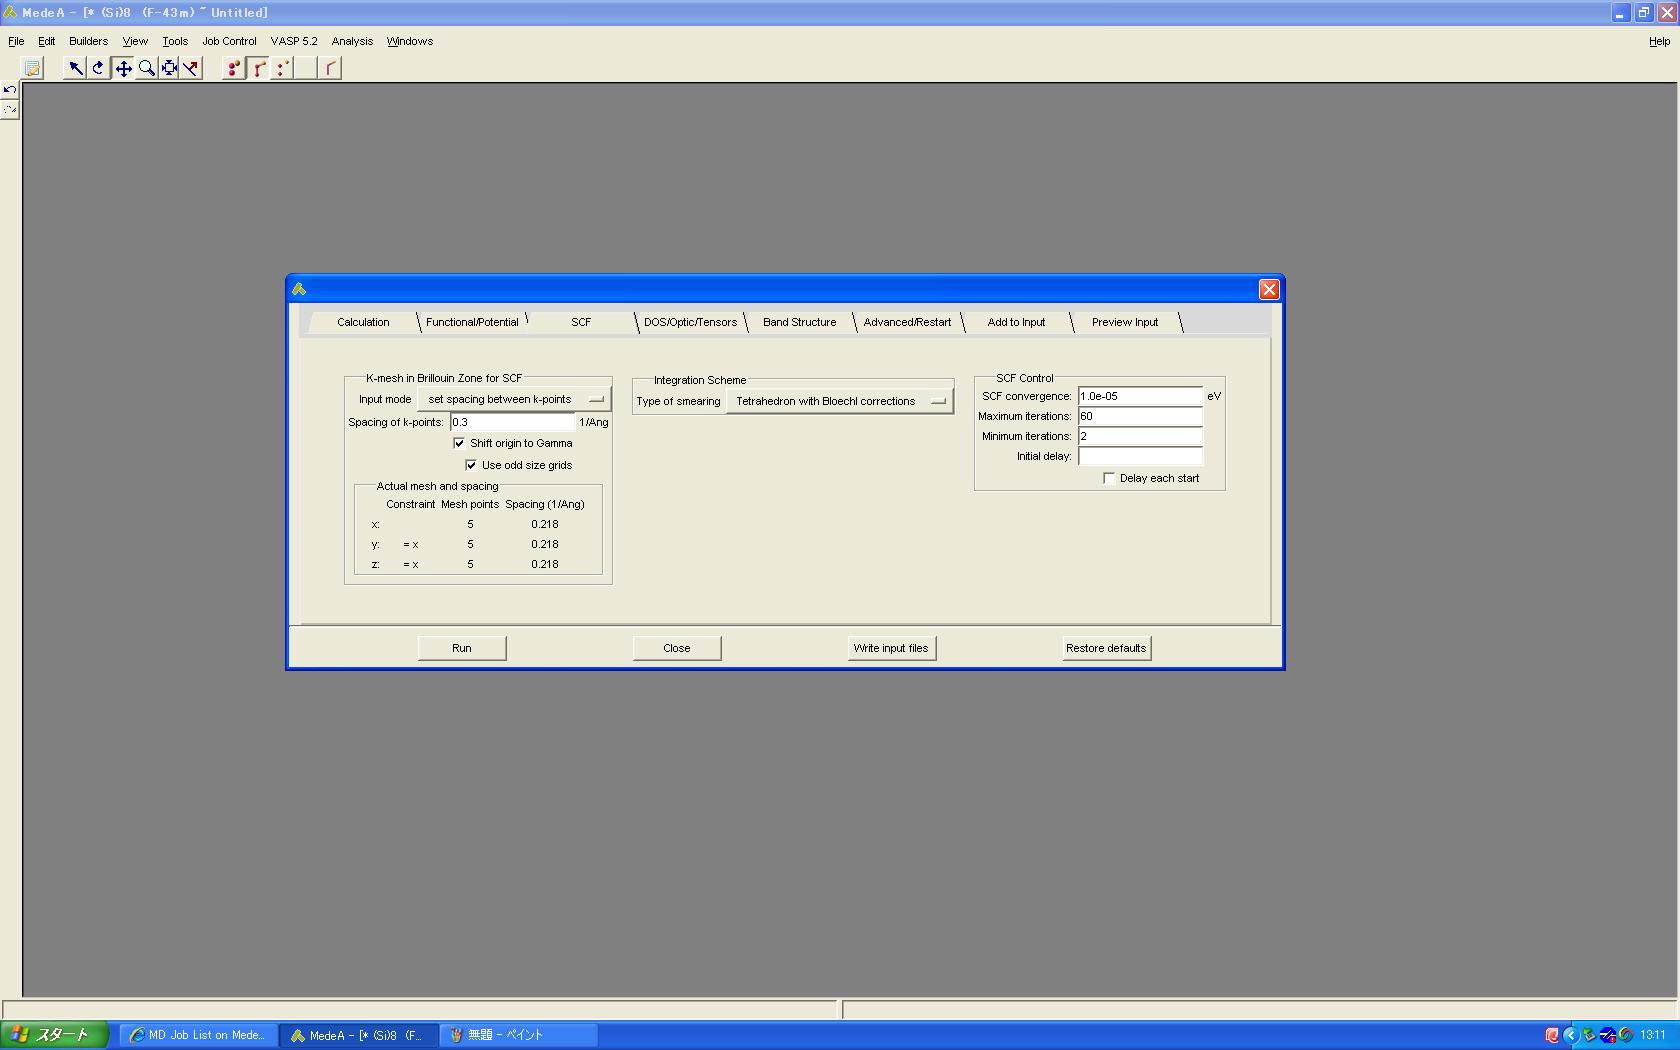 MedeA - [* (Si)8 (F-43m) ~ Untitled]
File Edit Builders View Tools Job Control VASP 5.2 Analysis Windows Help
Calculation Functional/Potential SCF DOS/Optic/Tensors Band Structure Advanced/Restart Add to Input Preview Input
K-mesh in Brillouin Zone for SCF
Input mode set spacing between k-points
Spacing of k-points: 0.3 1/Ang
Shift origin to Gamma
Use odd size grids
Actual mesh and spacing
Constraint Mesh points Spacing (1/Ang)
x: 5 0.218
y: = x 5 0.218
z: = x 5 0.218
Integration Scheme
Type of smearing Tetrahedron with Bloechl corrections
SCF Control
SCF convergence: 1.0e-05 eV
Maximum iterations: 60
Minimum iterations: 2
Initial delay:
Delay each start
Run Close Write input files Restore defaults
スタート MD Job List on Mede... MedeA - [* (Si)8 (F... 無題 - ペイント 13:11